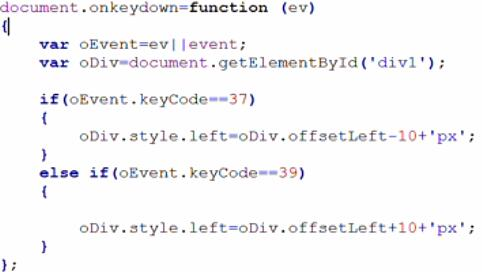 document.onkeydown=function (ev)
{
    var oEvent=ev||event;
    var oDiv=document.getElementById('div1');

    if(oEvent.keyCode==37)
    {
        oDiv.style.left=oDiv.offsetLeft-10+'px';
    }
    else if(oEvent.keyCode==39)
    {

        oDiv.style.left=oDiv.offsetLeft+10+'px';
    }
};